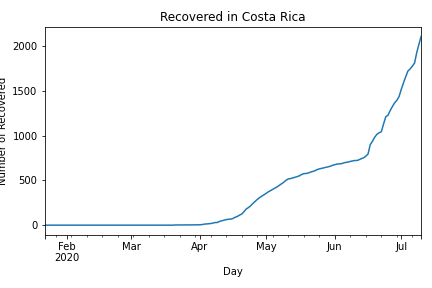 Recovered in Costa Rica
Number of Recovered
2000
1500
1000
500
0
Feb
2020
Mar
Apr
May
Jun
Jul
Day